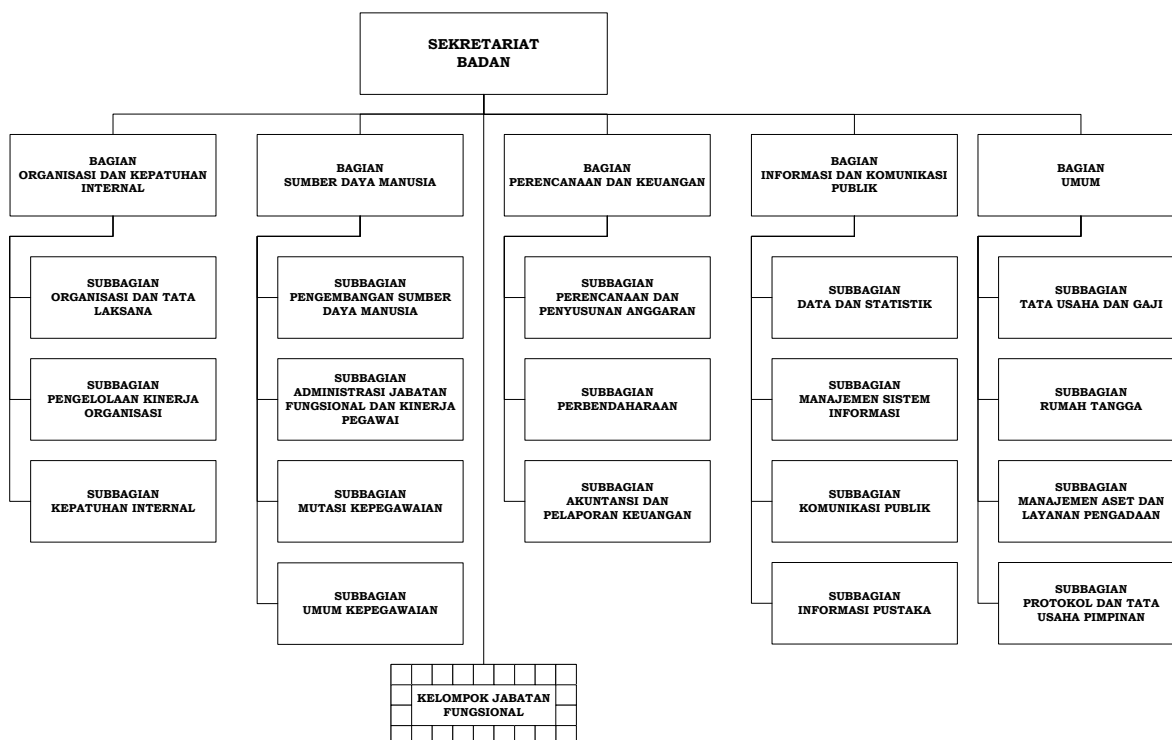 SEKRETARIAT
BADAN
BAGIAN
ORGANISASI DAN KEPATUHAN
INTERNAL
BAGIAN
SUMBER DAYA MANUSIA
BAGIAN
PERENCANAAN DAN KEUANGAN
BAGIAN
INFORMASI DAN KOMUNIKASI
PUBLIK
BAGIAN
UMUM
SUBBAGIAN
ORGANISASI DAN TATA
LAKSANA
SUBBAGIAN
PENGEMBANGAN SUMBER
DAYA MANUSIA
SUBBAGIAN
PERENCANAAN DAN
PENYUSUNAN ANGGARAN
SUBBAGIAN
DATA DAN STATISTIK
SUBBAGIAN
TATA USAHA DAN GAJI
SUBBAGIAN
PENGELOLAAN KINERJA
ORGANISASI
SUBBAGIAN
ADMINISTRASI JABATAN
FUNGSIONAL DAN KINERJA
PEGAWAI
SUBBAGIAN
PERBENDAHARAAN
SUBBAGIAN
MANAJEMEN SISTEM
INFORMASI
SUBBAGIAN
RUMAH TANGGA
SUBBAGIAN
KEPATUHAN INTERNAL
SUBBAGIAN
MUTASI KEPEGAWAIAN
SUBBAGIAN
AKUNTANSI DAN
PELAPORAN KEUANGAN
SUBBAGIAN
KOMUNIKASI PUBLIK
SUBBAGIAN
MANAJEMEN ASET DAN
LAYANAN PENGADAAN
SUBBAGIAN
UMUM KEPEGAWAIAN
SUBBAGIAN
INFORMASI PUSTAKA
SUBBAGIAN
PROTOKOL DAN TATA
USAHA PIMPINAN
KELOMPOK JABATAN
FUNGSIONAL